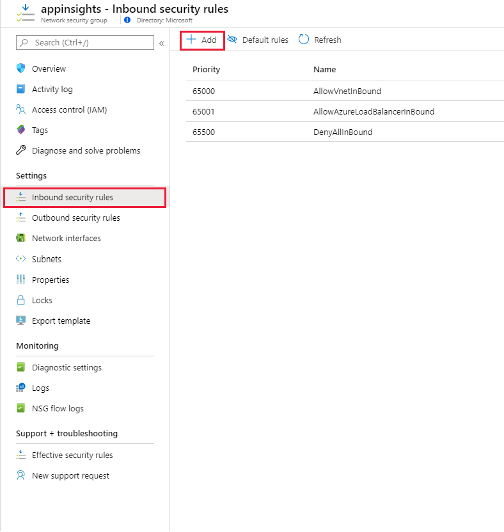 appinsights - Inbound security rules
Network security group
Directory: Microsoft
Search (Ctrl+/)
«
Add
Default rules
Refresh
Overview
Activity log
Access control (IAM)
Tags
Diagnose and solve problems
Settings
Inbound security rules
Outbound security rules
Network interfaces
Subnets
Properties
Locks
Export template
Monitoring
Diagnostic settings
Logs
NSG flow logs
Support + troubleshooting
Effective security rules
New support request
Priority Name
65000 AllowVnetInBound
65001 AllowAzureLoadBalancerInBound
65500 DenyAllInBound